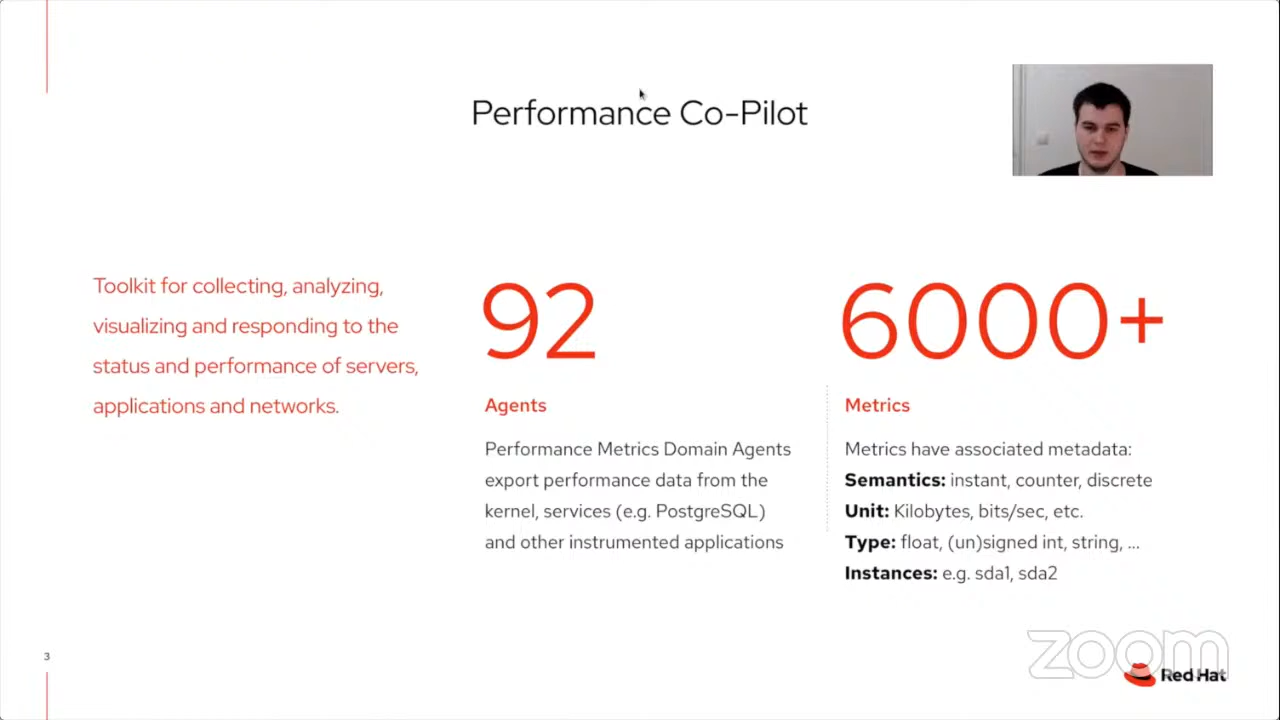 Performance Co-Pilot
Toolkit for collecting, analyzing,
visualizing and responding to the
status and performance of servers,
applications and networks.
92
Agents
Performance Metrics Domain Agents
export performance data from the
kernel, services (e.g. PostgreSQL)
and other instrumented applications
6000+
Metrics
Metrics have associated metadata:
Semantics: instant, counter, discrete
Unit: Kilobytes, bits/sec, etc.
Type: float, (un)signed int, string, ...
Instances: e.g. sda1, sda2
3
zoom
Red Hat